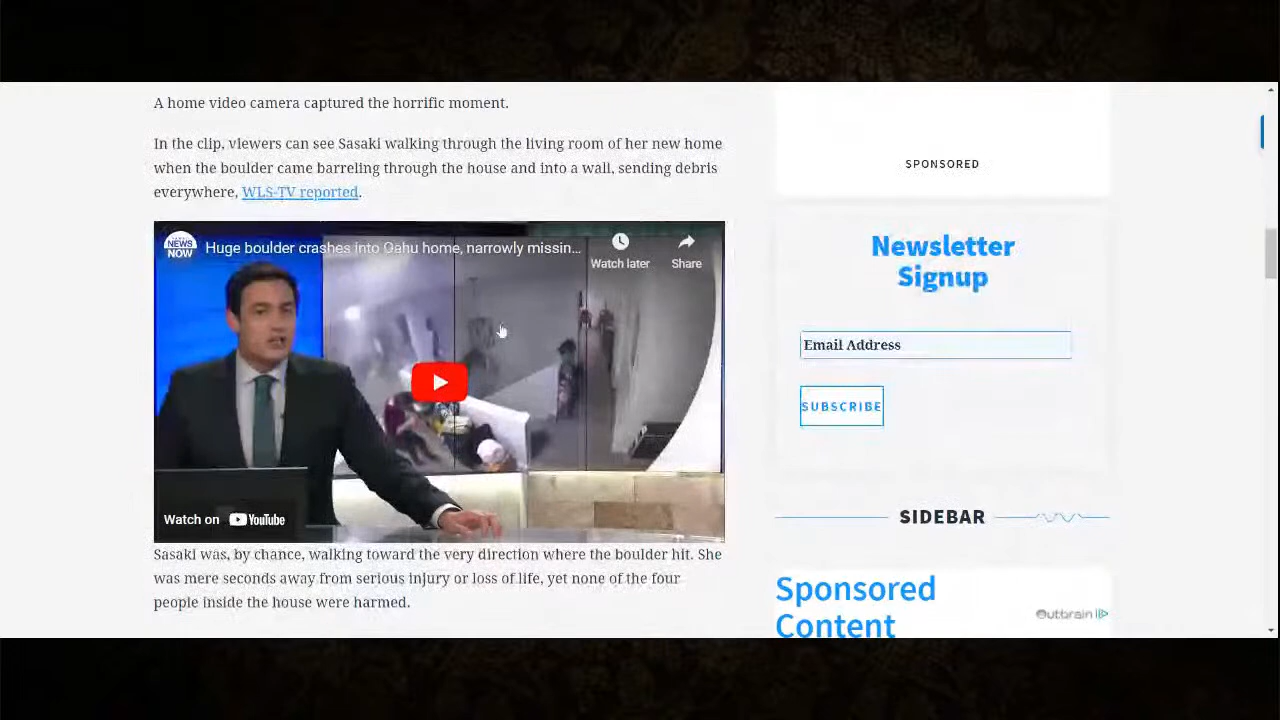 A home video camera captured the horrific moment.
In the clip, viewers can see Sasaki walking through the living room of her new home
when the boulder came barreling through the house and into a wall, sending debris
everywhere, WLS-TV reported.
NEWS
NOW
Huge boulder crashes into Oahu home, narrowly missin...
Watch later
Share
Watch on YouTube
Sasaki was, by chance, walking toward the very direction where the boulder hit. She
was mere seconds away from serious injury or loss of life, yet none of the four
people inside the house were harmed.
SPONSORED
Newsletter
Signup
Email Address
SUBSCRIBE
SIDEBAR
Sponsored
Content
Outbrain